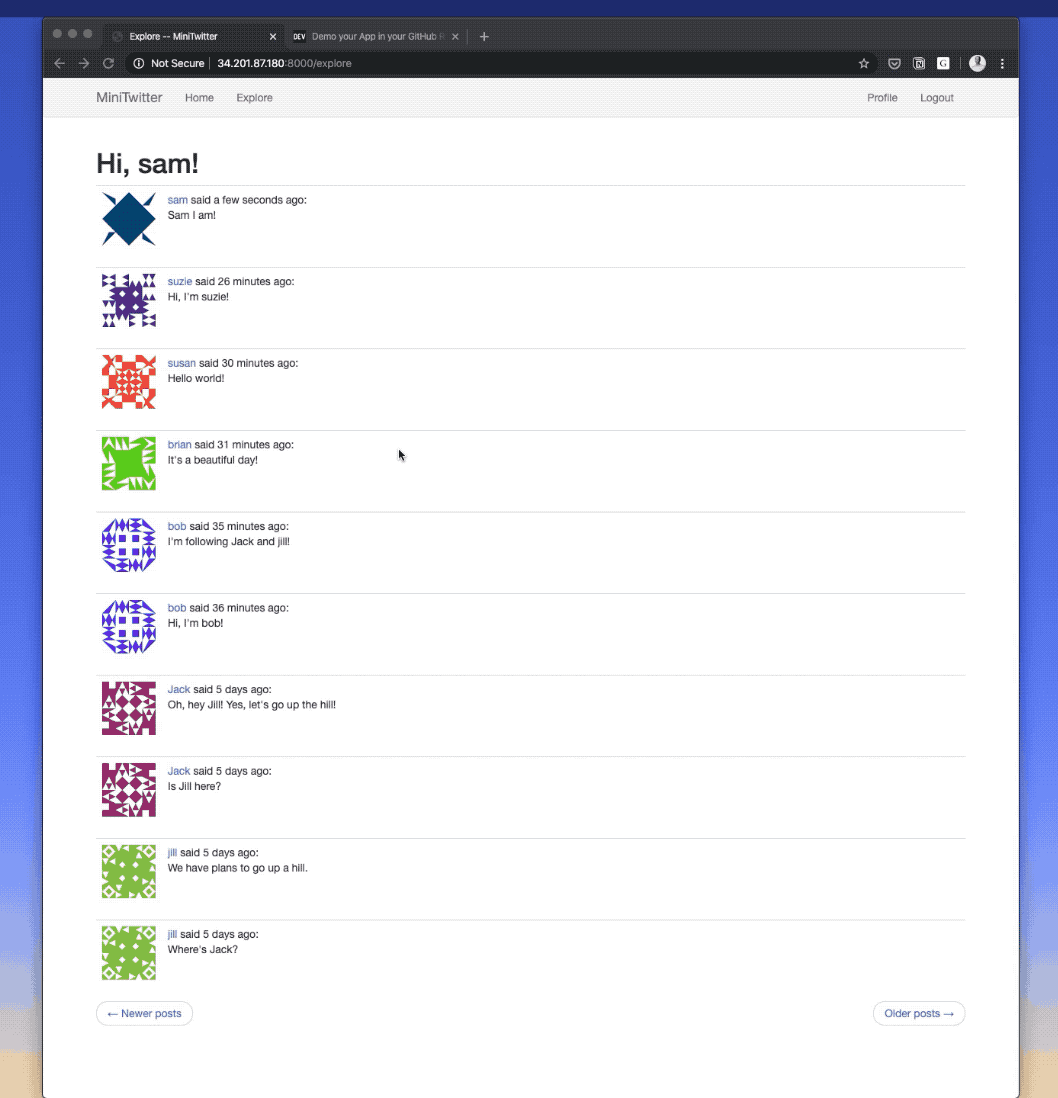 Explore -- MiniTwitter
DEV Demo your App in your GitHub
Not Secure 34.201.87.180:8000/explore
G
MiniTwitter Home Explore Profile Logout
Hi, sam!
sam said a few seconds ago:
Sam I am!
suzie said 26 minutes ago:
Hi, I'm suzie!
susan said 30 minutes ago:
Hello world!
brian said 31 minutes ago:
It's a beautiful day!
bob said 35 minutes ago:
I'm following Jack and jill!
bob said 36 minutes ago:
Hi, I'm bob!
Jack said 5 days ago:
Oh, hey Jill! Yes, let's go up the hill!
Jack said 5 days ago:
Is Jill here?
jill said 5 days ago:
We have plans to go up a hill.
jill said 5 days ago:
Where's Jack?
← Newer posts Older posts →